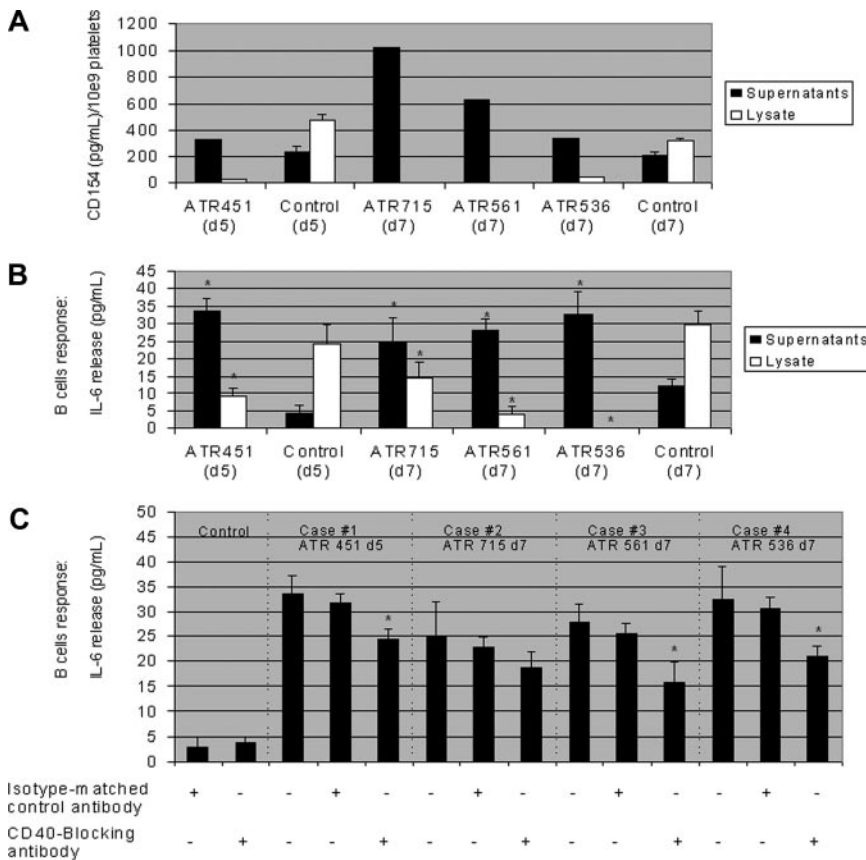 A
CD154 (pg/mL)/10e9 platelets
1200
1000
800
600
400
200
0
ATR451 (d5)
Control (d5)
ATR715 (d7)
ATR561 (d7)
ATR536 (d7)
Control (d7)
Supernatants
Lysate
B
B cells response:
IL-6 release (pg/mL)
45
40
35
30
25
20
15
10
5
0
* * * * * * * *
ATR451 (d5)
Control (d5)
ATR715 (d7)
ATR561 (d7)
ATR536 (d7)
Control (d7)
Supernatants
Lysate
C
B cells response:
IL-6 release (pg/mL)
50
45
40
35
30
25
20
15
5
0
Control
Case #1
ATR 451 d5
Case #2
ATR 715 d7
Case #3
ATR 561 d7
Case #4
ATR 536 d7
* * *
Isotype-matched
control antibody
+ - - + - - + - - + - - + -
CD40-Blocking
antibody
- + - - + - - + - - + - - +